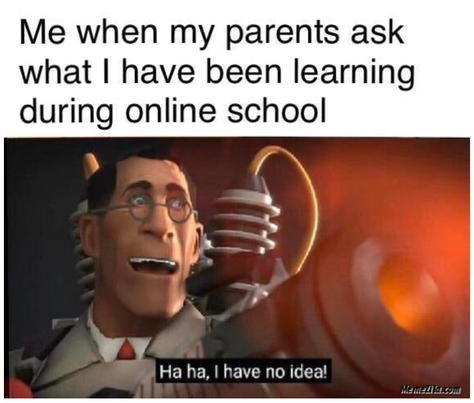 Me when my parents ask
what I have been learning
during online school
Ha ha, I have no idea!
MemeZila.com